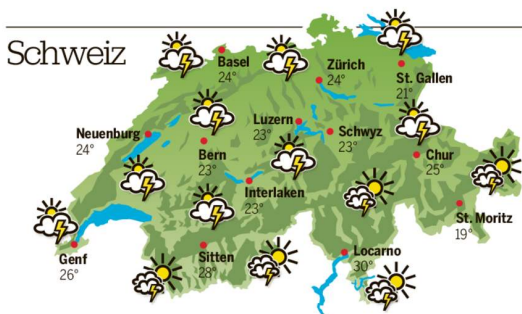 Schweiz
Basel
24°
Zürich
24°
St. Gallen
21°
Neuenburg
24°
Bern
23°
Luzern
23°
Schwyz
23°
Chur
25°
Interlaken
23°
St. Moritz
19°
Genf
26°
Sitten
28°
Locarno
30°